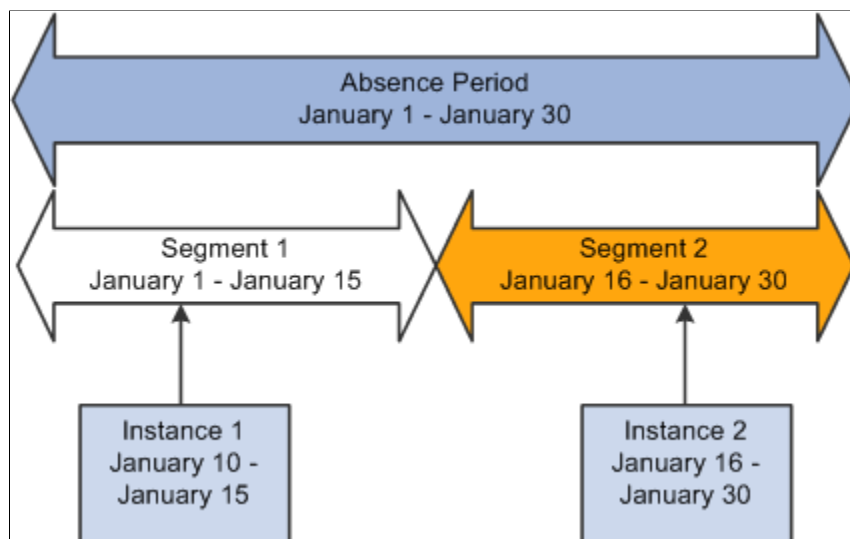 Absence Period
January 1 - January 30
Segment 1
January 1 - January 15
Segment 2
January 16 - January 30
Instance 1
January 10 -
January 15
Instance 2
January 16 -
January 30